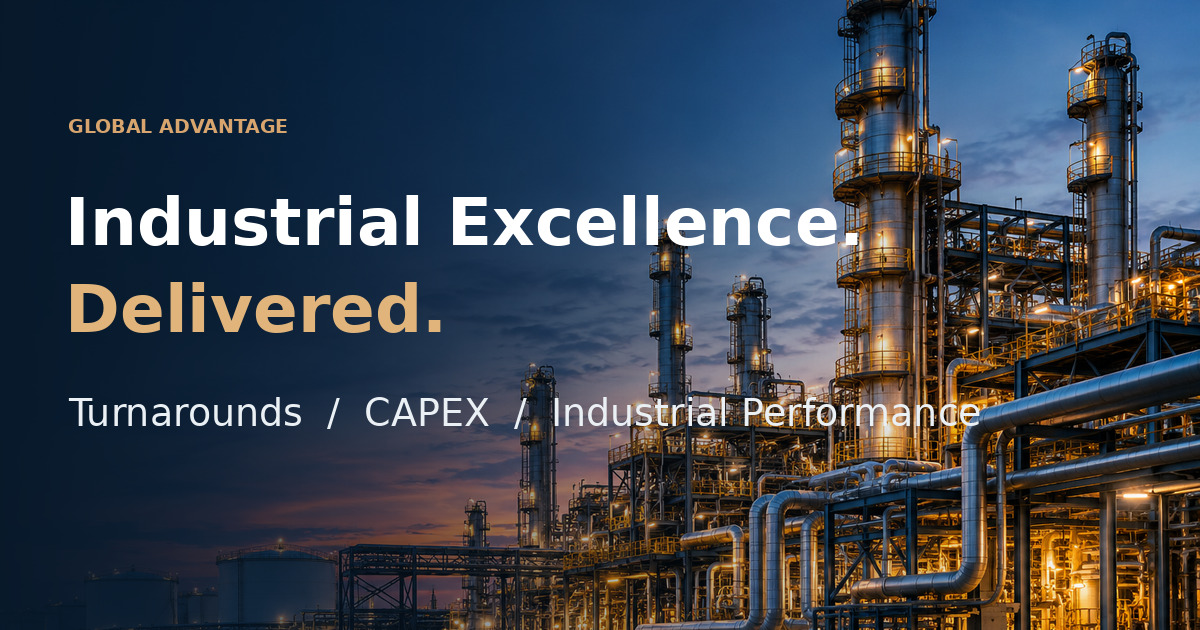 GLOBAL ADVANTAGE
Industrial Excellence.
Delivered.
Turnarounds / CAPEX / Industrial Performance